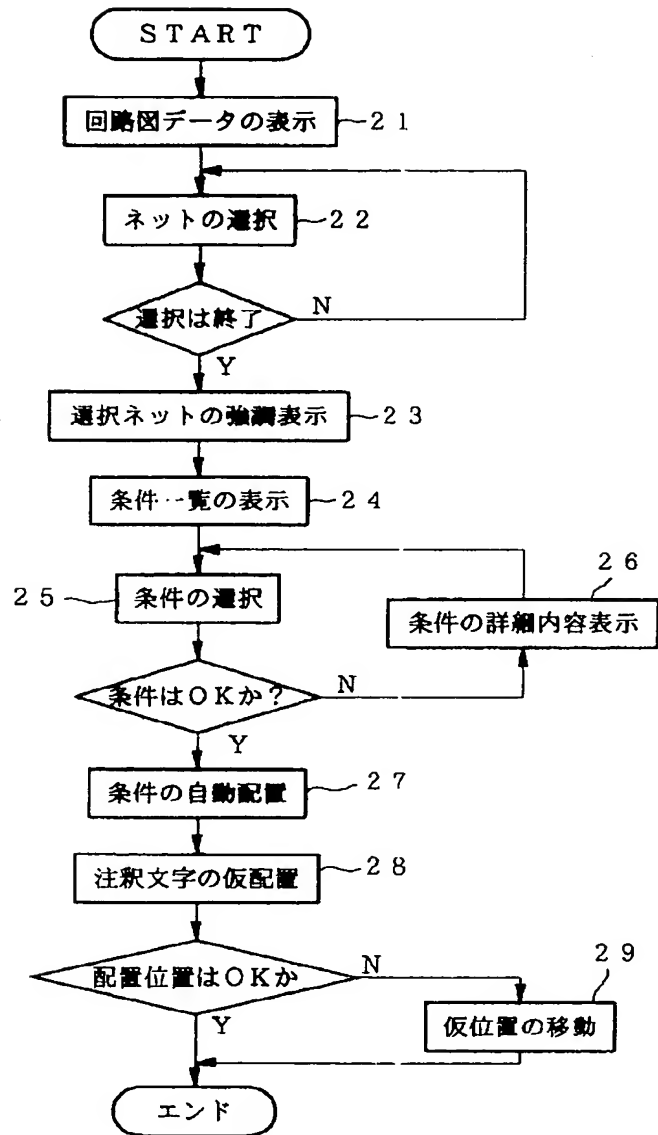 START
回路図データの表示
21
ネットの選択
22
選択は終了
N
Y
選択ネットの強調表示
23
条件一覧の表示
24
25
条件の選択
26
条件の詳細内容表示
条件はOKか?
N
Y
条件の自動配置
27
注釈文字の仮配置
28
配置位置はOKか
N
Y
29
仮位置の移動
エンド